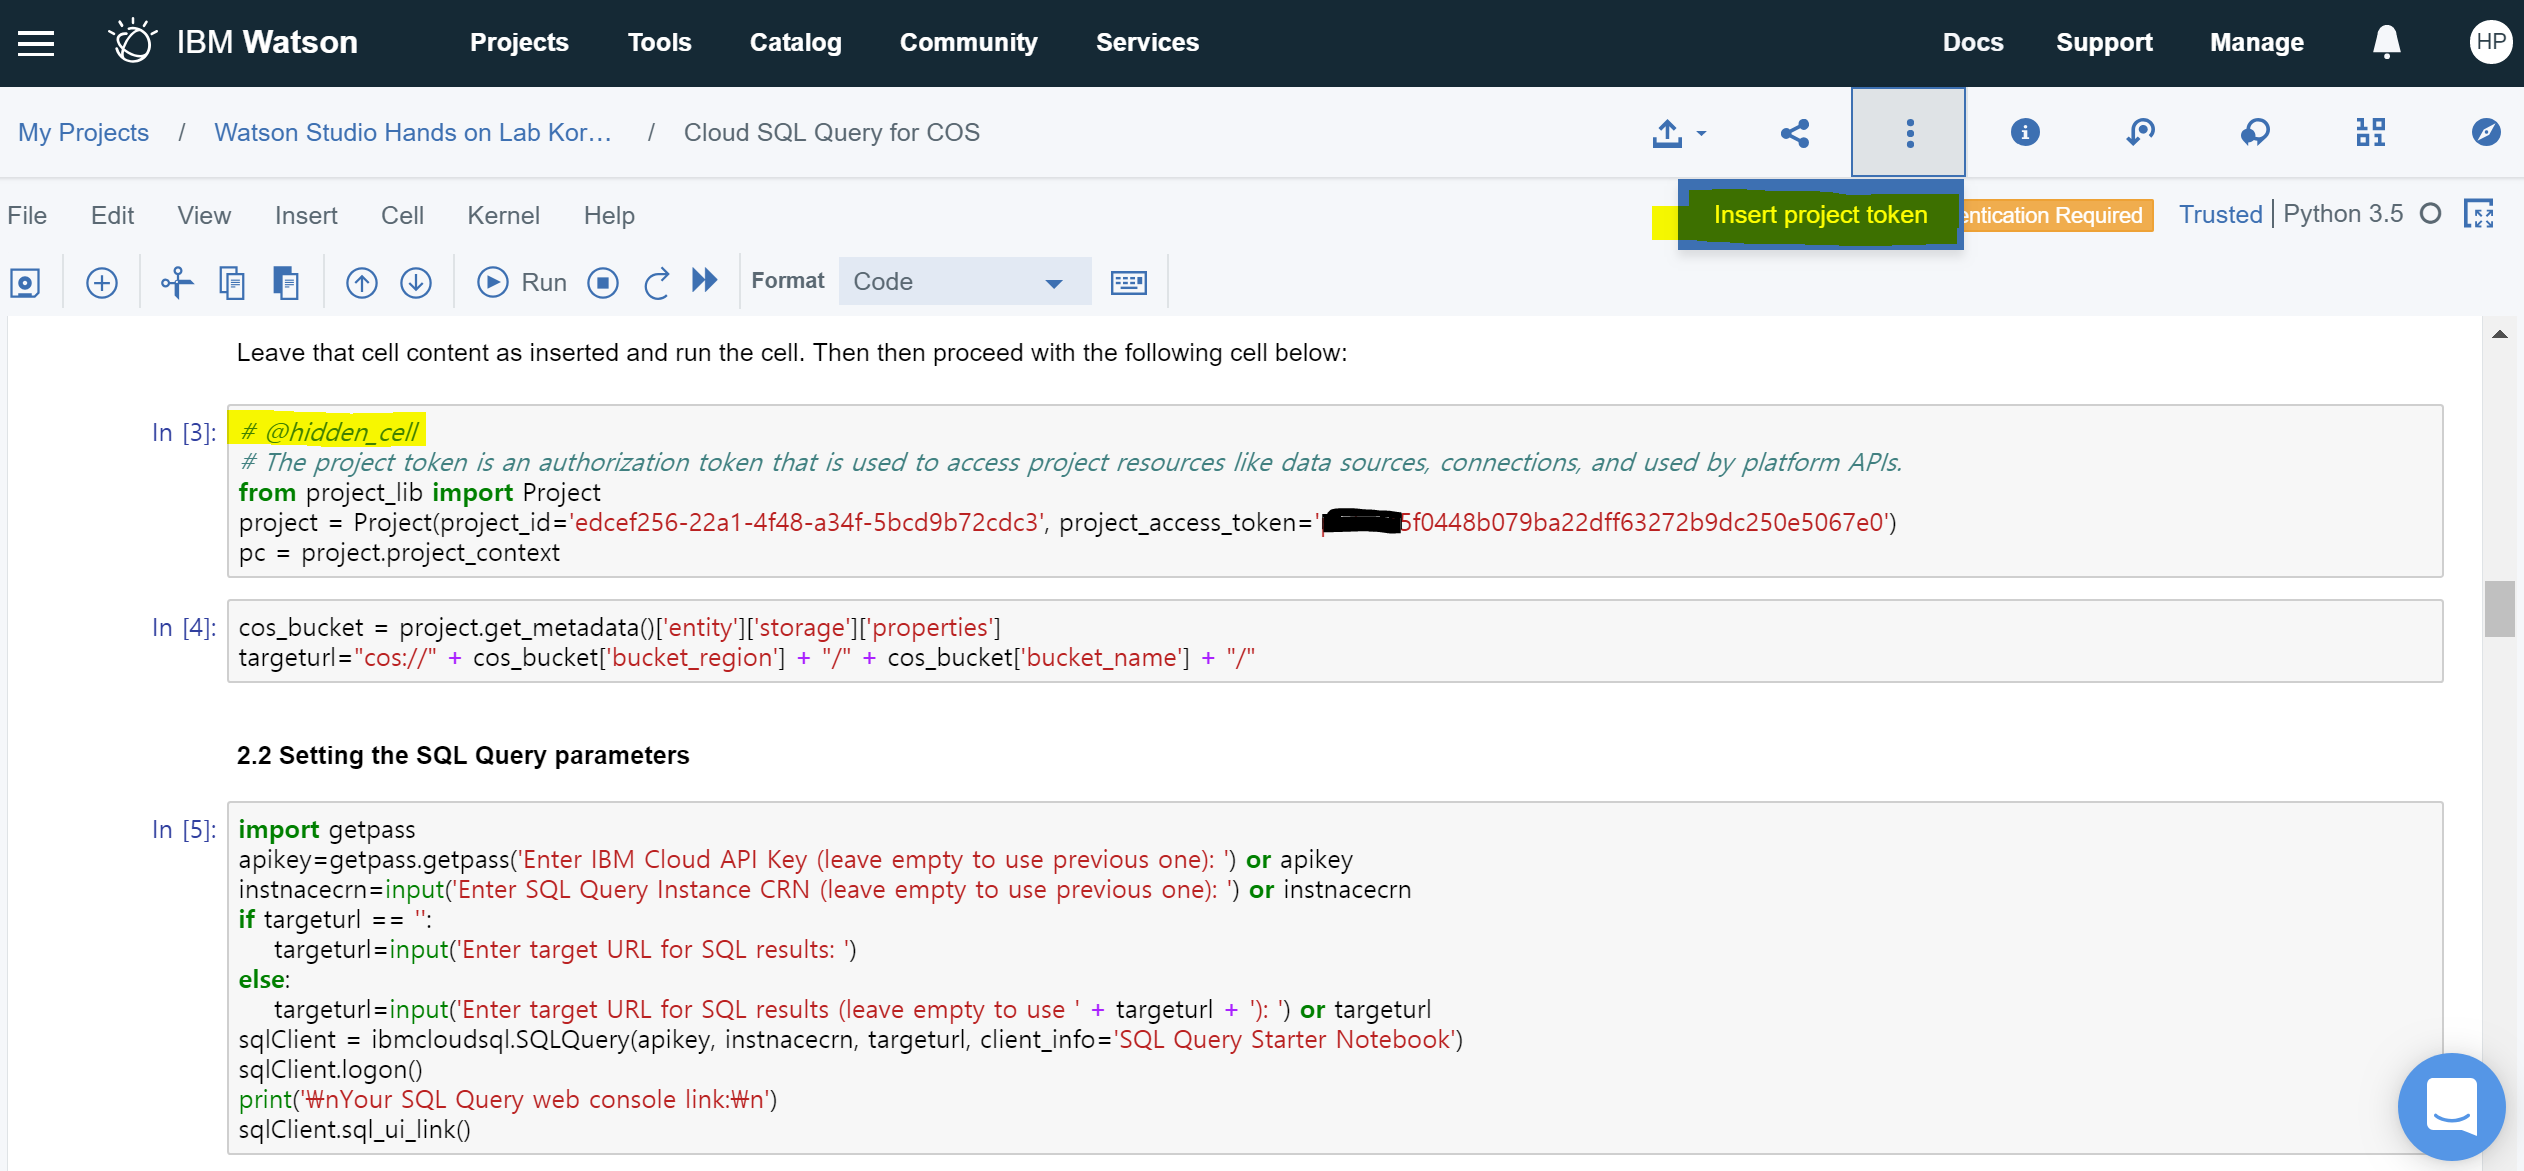 IBM Watson Projects Tools Catalog Community Services Docs Support Manage HP
My Projects / Watson Studio Hands on Lab Kor... / Cloud SQL Query for COS
Insert project token
File Edit View Insert Cell Kernel Help entication Required Trusted | Python 3.5
Run Format Code
Leave that cell content as inserted and run the cell. Then then proceed with the following cell below:
In [3]: # @hidden_cell
# The project token is an authorization token that is used to access project resources like data sources, connections, and used by platform APIs.
from project_lib import Project
project = Project(project_id='edcef256-22a1-4f48-a34f-5bcd9b72cdc3', project_access_token='5f0448b079ba22dff63272b9dc250e5067e0')
pc = project.project_context
In [4]: cos_bucket = project.get_metadata()['entity']['storage']['properties']
targeturl="cos://" + cos_bucket['bucket_region'] + "/" + cos_bucket['bucket_name'] + "/"
2.2 Setting the SQL Query parameters
In [5]: import getpass
apikey=getpass.getpass('Enter IBM Cloud API Key (leave empty to use previous one): ') or apikey
instnacecrn=input('Enter SQL Query Instance CRN (leave empty to use previous one): ') or instnacecrn
if targeturl == '':
    targeturl=input('Enter target URL for SQL results: ')
else:
    targeturl=input('Enter target URL for SQL results (leave empty to use ' + targeturl + '): ') or targeturl
sqlClient = ibmcloudsql.SQLQuery(apikey, instnacecrn, targeturl, client_info='SQL Query Starter Notebook')
sqlClient.logon()
print('₩nYour SQL Query web console link:₩n')
sqlClient.sql_ui_link()